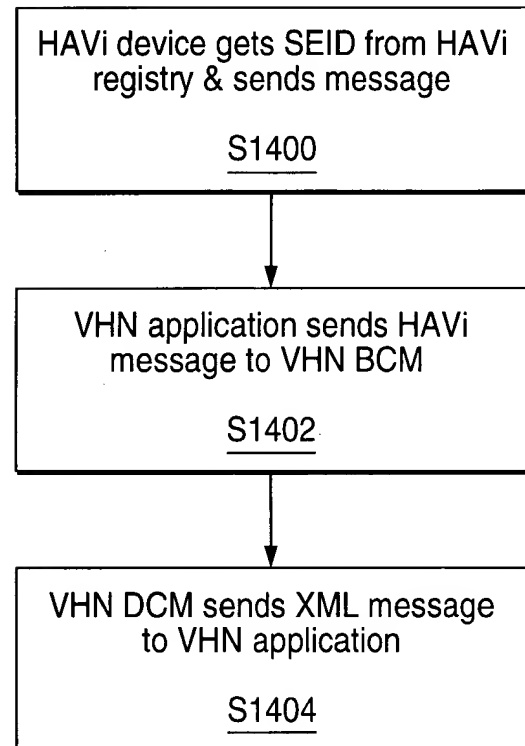 HAVi device gets SEID from HAVi
registry & sends message
S1400
VHN application sends HAVi
message to VHN BCM
S1402
VHN DCM sends XML message
to VHN application
S1404